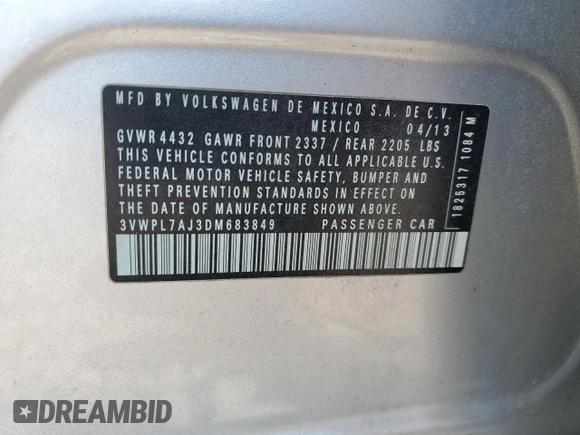 MFD BY VOLKSWAGEN DE MEXICO S.A. DE C.V.
MEXICO 04/13
GVWR 4432 GAWR FRONT 2337 / REAR 2205 LBS
THIS VEHICLE CONFORMS TO ALL APPLICABLE U.S.
FEDERAL MOTOR VEHICLE SAFETY, BUMPER AND
THEFT PREVENTION STANDARDS IN EFFECT ON
THE DATE OF MANUFACTURE SHOWN ABOVE.
3VWPL7AJ3DM683849 PASSENGER CAR
1825317 1084 M
DREAMBID